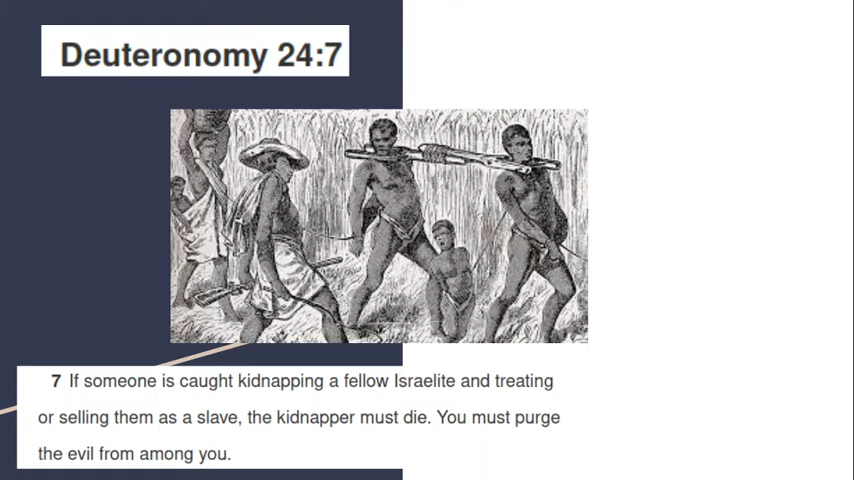 Deuteronomy 24:7
7 If someone is caught kidnapping a fellow Israelite and treating
or selling them as a slave, the kidnapper must die. You must purge
the evil from among you.